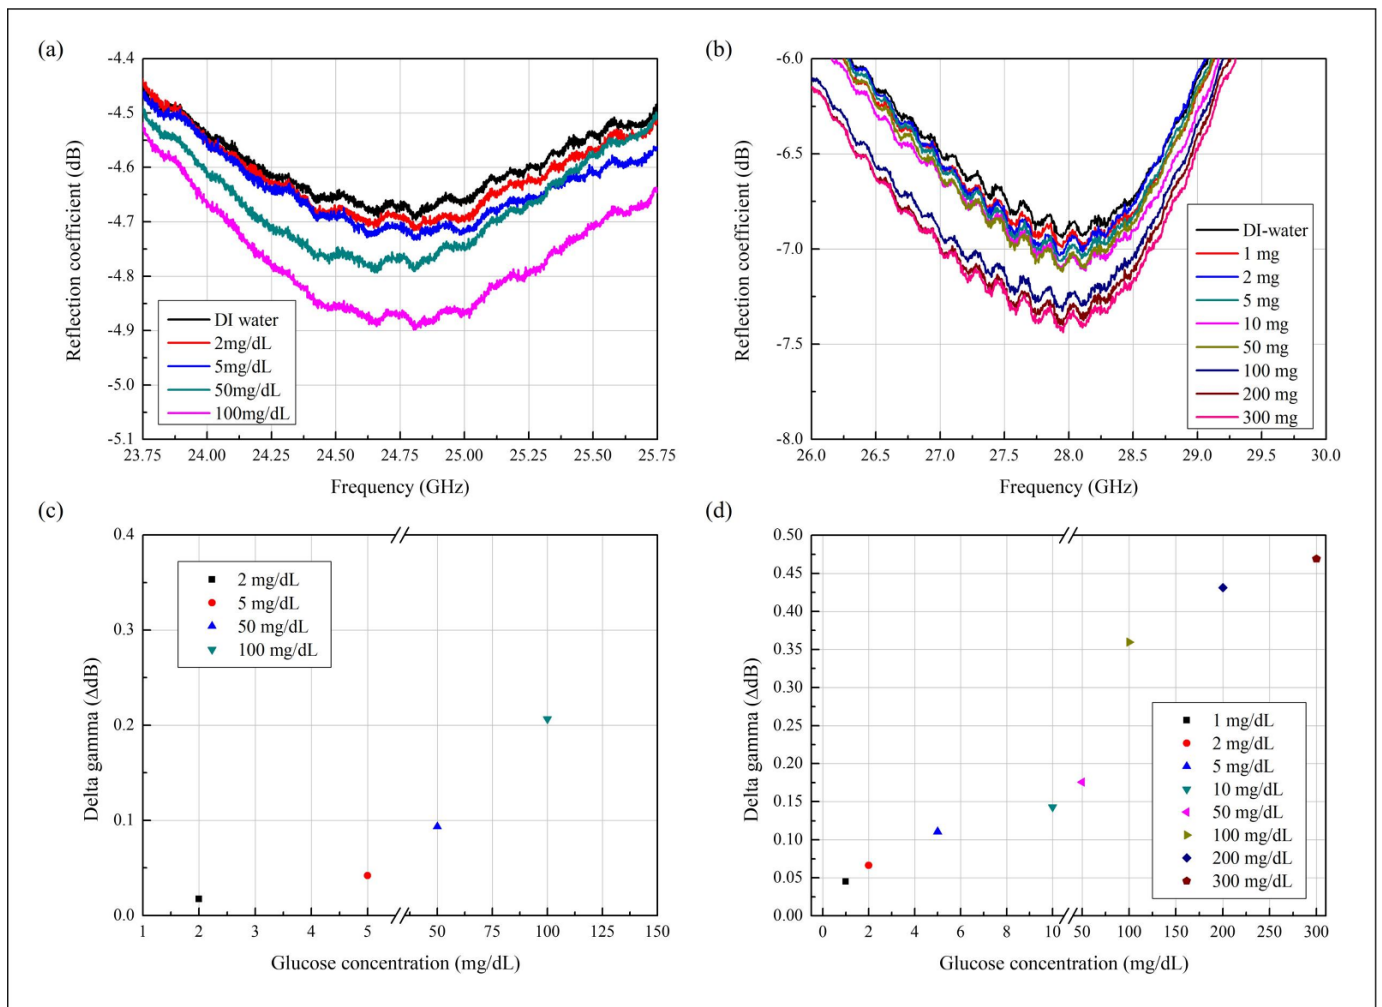 (a)
-4.4
-4.5
-4.6
-4.7
-4.8
-4.9
-5.0
-5.1
Reflection coefficient (dB)
DI water
2mg/dL
5mg/dL
50mg/dL
100mg/dL
23.75 24.00 24.25 24.50 24.75 25.00 25.25 25.50 25.75
Frequency (GHz)
(b)
-6.0
-6.5
-7.0
-7.5
-8.0
Reflection coefficient (dB)
DI-water
1 mg
2 mg
5 mg
10 mg
50 mg
100 mg
200 mg
300 mg
26.0 26.5 27.0 27.5 28.0 28.5 29.0 29.5 30.0
Frequency (GHz)
(c)
0.4
0.3
0.2
0.1
0.0
Delta gamma (ΔdB)
2 mg/dL
5 mg/dL
50 mg/dL
100 mg/dL
1 2 3 4 5 50 75 100 125 150
Glucose concentration (mg/dL)
(d)
0.50
0.45
0.40
0.35
0.30
0.25
0.20
0.15
0.10
0.05
0.00
Delta gamma (ΔdB)
1 mg/dL
2 mg/dL
5 mg/dL
10 mg/dL
50 mg/dL
100 mg/dL
200 mg/dL
300 mg/dL
0 2 4 6 8 10 50 100 150 200 250 300
Glucose concentration (mg/dL)